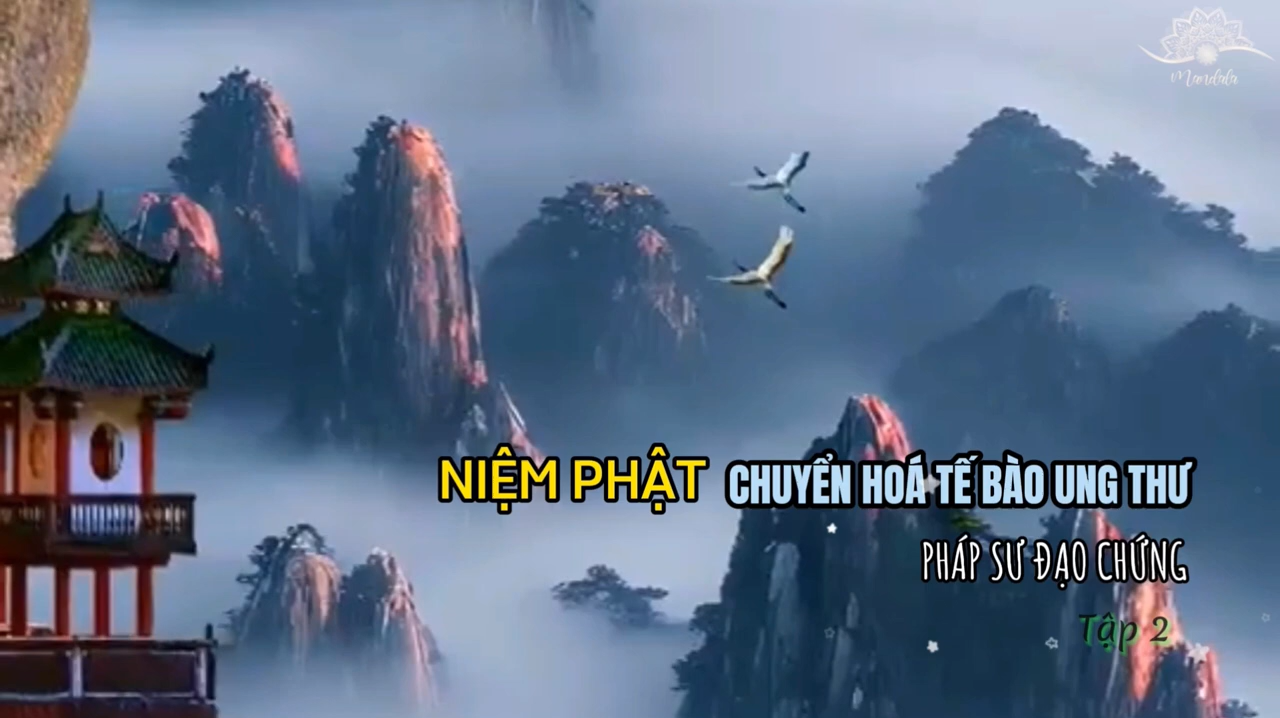 Mandala
NIỆM PHẬT CHUYỂN HOÁ TẾ BÀO UNG THƯ
PHÁP SƯ ĐẠO CHỨNG
Tập 2